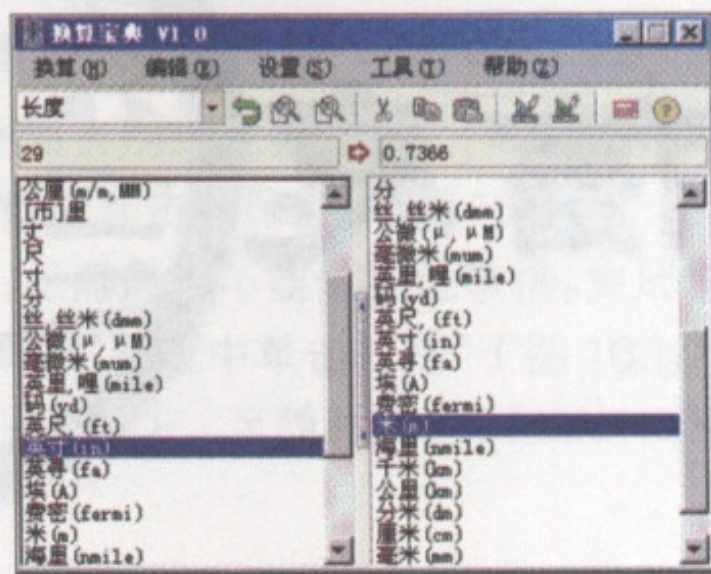 换算宝典 V1.0
换算(H) 编辑(E) 设置(S) 工具(T) 帮助(Z)
长度
29 0.7366
公厘(m/m,MM)
[市]里
丈
尺
寸
分
丝,丝米(dmm)
公微(μ, μM)
毫微米(mum)
英里,哩(mile)
码(yd)
英尺, (ft)
英寸(in)
英寻(fa)
埃(A)
费密(fermi)
米(m)
海里(nmile)
分
丝,丝米(dmm)
公微(μ, μM)
毫微米(mum)
英里,哩(mile)
码(yd)
英尺, (ft)
英寸(in)
英寻(fa)
埃(A)
费密(fermi)
米(m)
海里(nmile)
千米(km)
公里(km)
分米(dm)
厘米(cm)
毫米(mm)